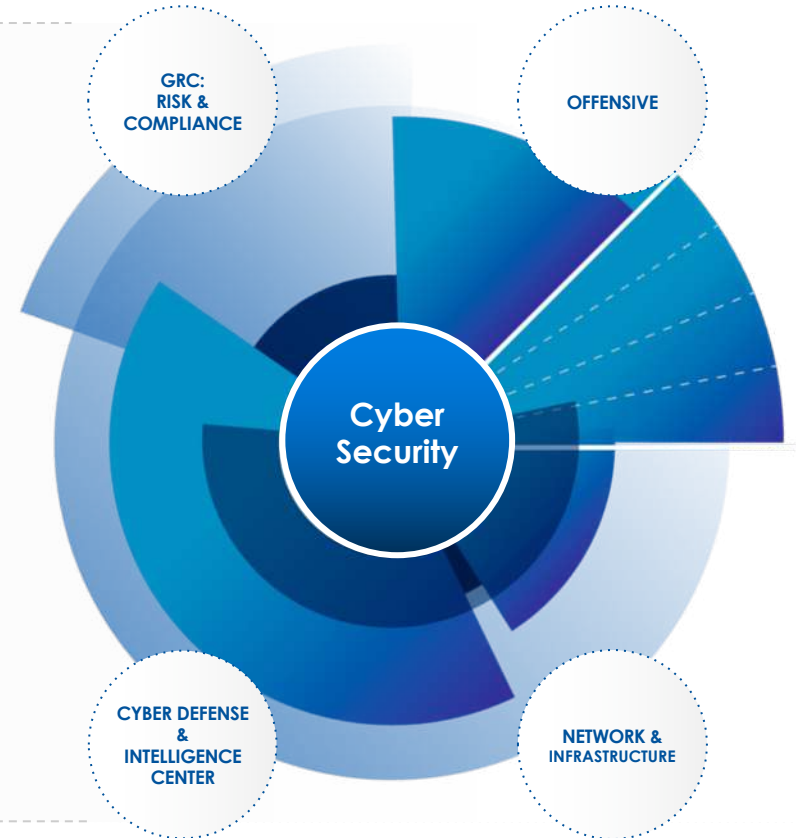 GRC:
RISK &
COMPLIANCE
OFFENSIVE
Cyber
Security
CYBER DEFENSE
&
INTELLIGENCE
CENTER
NETWORK &
INFRASTRUCTURE